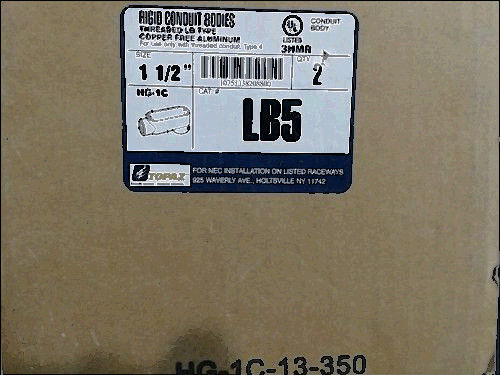 RIGID CONDUIT BODIES
THREADED LB TYPE
COPPER FREE ALUMINUM
For use only with threaded conduit. Type 4
UL
LISTED
CONDUIT
BODY
3HMR
SIZE
1 1/2"
QTY
2
HG-1C
CAT #
LB5
TOPAZ
FOR NEC INSTALLATION ON LISTED RACEWAYS
925 WAVERLY AVE., HOLTSVILLE NY 11742
HG-1C-13-350